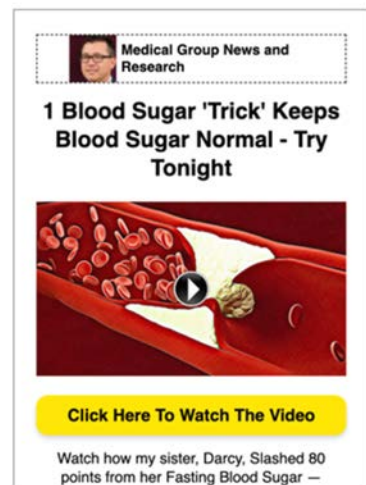 Medical Group News and
Research
1 Blood Sugar 'Trick' Keeps
Blood Sugar Normal - Try
Tonight
Click Here To Watch The Video
Watch how my sister, Darcy, Slashed 80
points from her Fasting Blood Sugar —